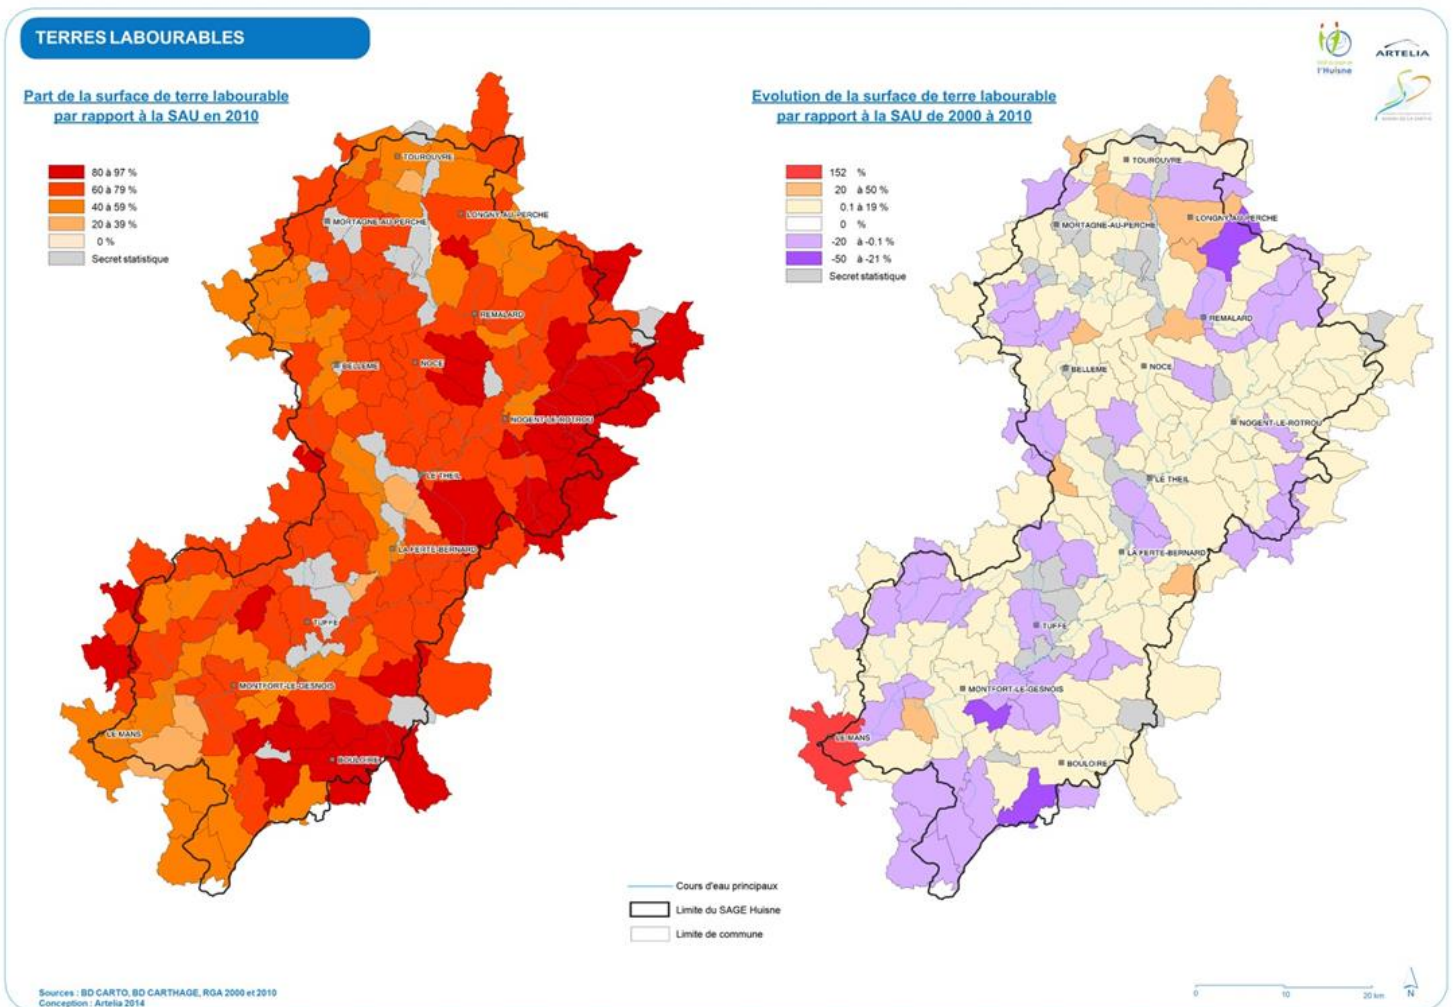 TERRES LABOURABLES
l'Huisne
ARTELIA
Part de la surface de terre labourable
par rapport à la SAU en 2010
80 à 97 %
60 à 79 %
40 à 59 %
20 à 39 %
0 %
Secret statistique
TOUROUVRE
MORTAGNE-AU-PERCHE
LONGNY-AU-PERCHE
REMALARD
BELLEME
NOCE
NOGENT-LE-ROTROU
LE THEIL
LA FERTE-BERNARD
TUFFE
MONTFORT-LE-GESNOIS
LE MANS
BOULOIRE
Evolution de la surface de terre labourable
par rapport à la SAU de 2000 à 2010
152 %
20 à 50 %
0.1 à 19 %
0 %
-20 à -0.1 %
-50 à -21 %
Secret statistique
TOUROUVRE
MORTAGNE-AU-PERCHE
LONGNY-AU-PERCHE
REMALARD
BELLEME
NOCE
NOGENT-LE-ROTROU
LE THEIL
LA FERTE-BERNARD
TUFFE
MONTFORT-LE-GESNOIS
LE MANS
BOULOIRE
Cours d'eau principaux
Limite du SAGE Huisne
Limite de commune
Sources : BD CARTO, BD CARTHAGE, RGA 2000 et 2010
Conception : Artelia 2014
0 10 20 km
N